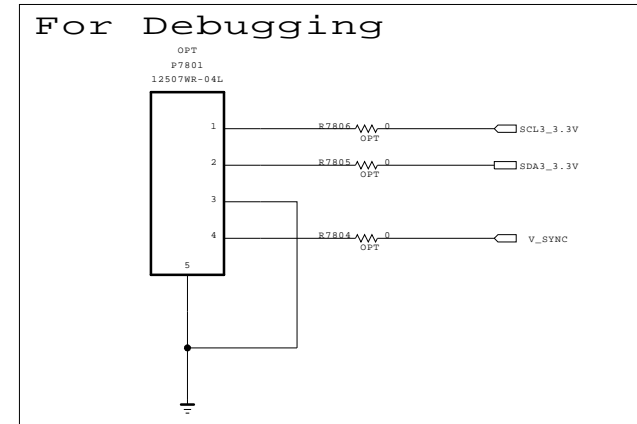 For Debugging
OPT
P7801
12507WR-04L
1
R7806
0
OPT
SCL3_3.3V
2
R7805
0
OPT
SDA3_3.3V
3
4
R7804
0
OPT
V_SYNC
5